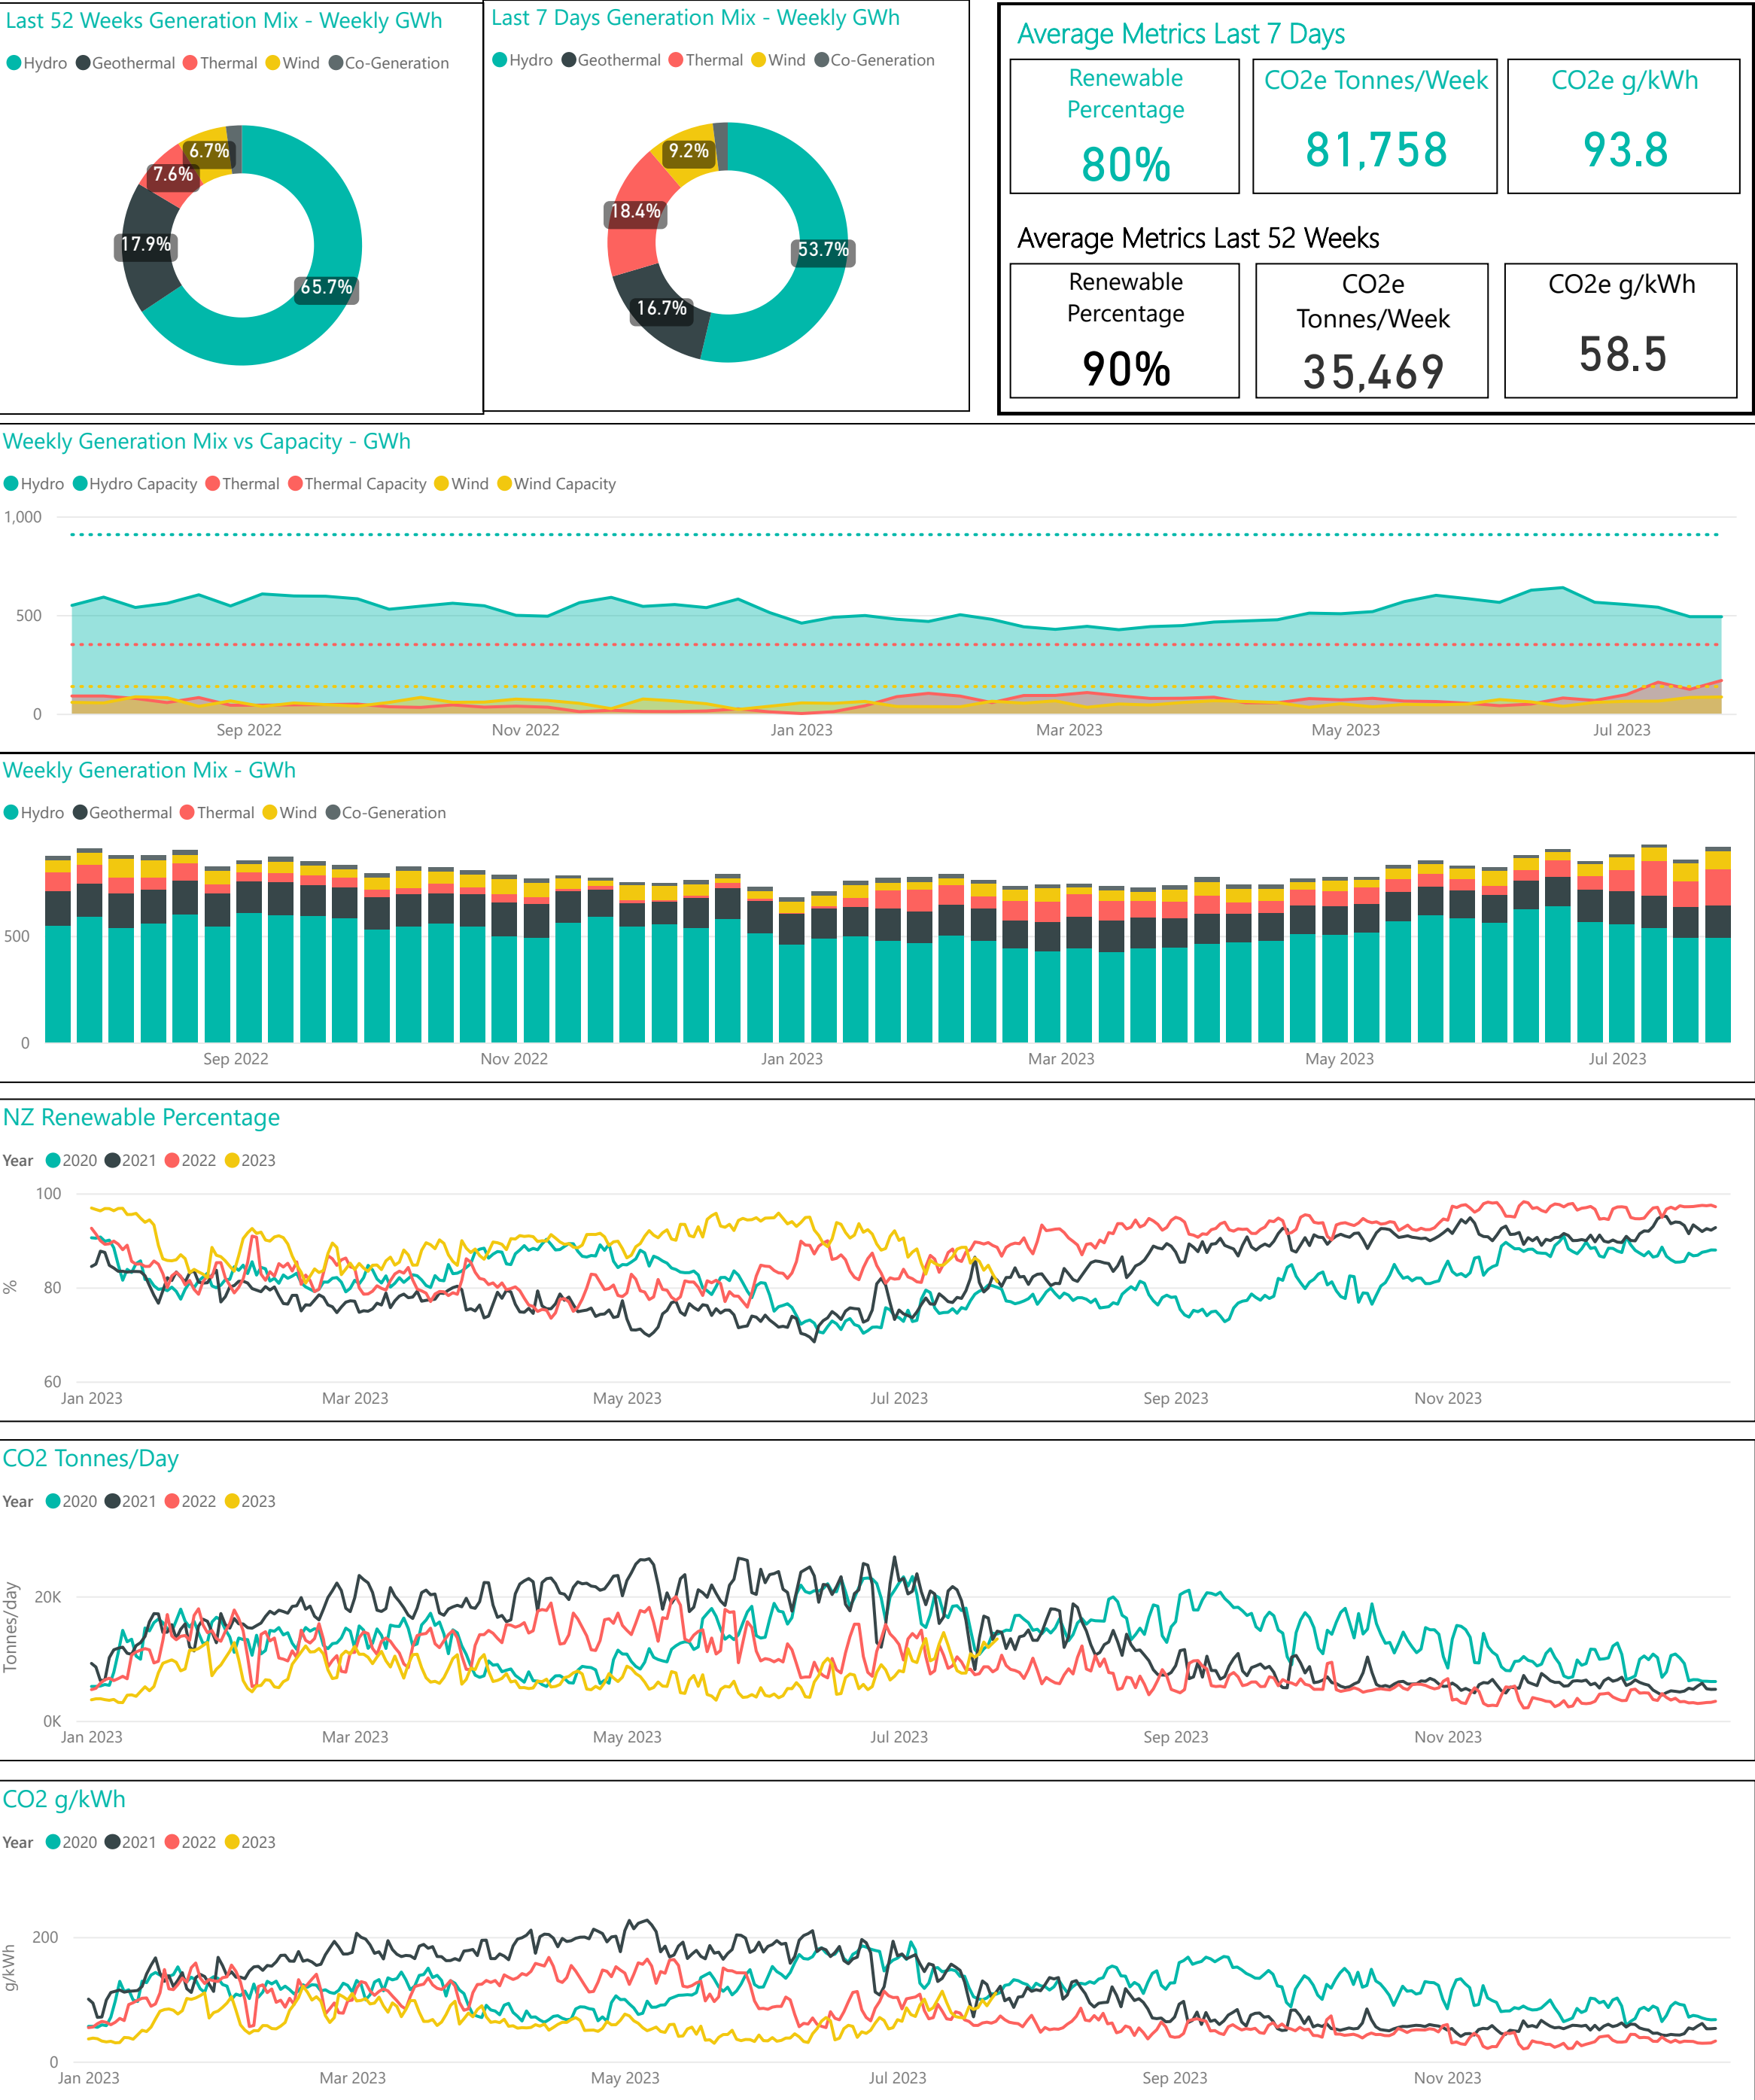 Last 52 Weeks Generation Mix - Weekly GWh
Hydro Geothermal Thermal Wind Co-Generation
6.7%
7.6%
17.9%
65.7%
Last 7 Days Generation Mix - Weekly GWh
Hydro Geothermal Thermal Wind Co-Generation
9.2%
18.4%
53.7%
16.7%
Average Metrics Last 7 Days
Renewable
Percentage
80%
CO2e Tonnes/Week
81,758
CO2e g/kWh
93.8
Average Metrics Last 52 Weeks
Renewable
Percentage
90%
CO2e
Tonnes/Week
35,469
CO2e g/kWh
58.5
Weekly Generation Mix vs Capacity - GWh
Hydro Hydro Capacity Thermal Thermal Capacity Wind Wind Capacity
1,000
500
0
Sep 2022 Nov 2022 Jan 2023 Mar 2023 May 2023 Jul 2023
Weekly Generation Mix - GWh
Hydro Geothermal Thermal Wind Co-Generation
500
0
Sep 2022 Nov 2022 Jan 2023 Mar 2023 May 2023 Jul 2023
NZ Renewable Percentage
Year 2020 2021 2022 2023
100
80
60
%
Jan 2023 Mar 2023 May 2023 Jul 2023 Sep 2023 Nov 2023
CO2 Tonnes/Day
Year 2020 2021 2022 2023
20K
0K
Tonnes/day
Jan 2023 Mar 2023 May 2023 Jul 2023 Sep 2023 Nov 2023
CO2 g/kWh
Year 2020 2021 2022 2023
200
0
g/kWh
Jan 2023 Mar 2023 May 2023 Jul 2023 Sep 2023 Nov 2023